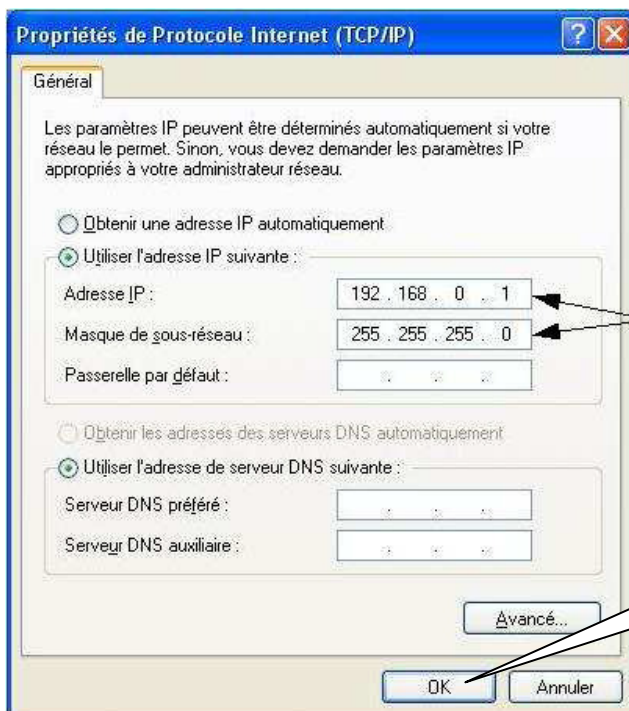 Propriétés de Protocole Internet (TCP/IP)
Général
Les paramètres IP peuvent être déterminés automatiquement si votre
réseau le permet. Sinon, vous devez demander les paramètres IP
appropriés à votre administrateur réseau.
Obtenir une adresse IP automatiquement
Utiliser l'adresse IP suivante :
Adresse IP : 192 . 168 . 0 . 1
Masque de sous-réseau : 255 . 255 . 255 . 0
Passerelle par défaut : . . .
Obtenir les adresses des serveurs DNS automatiquement
Utiliser l'adresse de serveur DNS suivante :
Serveur DNS préféré : . . .
Serveur DNS auxiliaire : . . .
Avancé...
OK Annuler